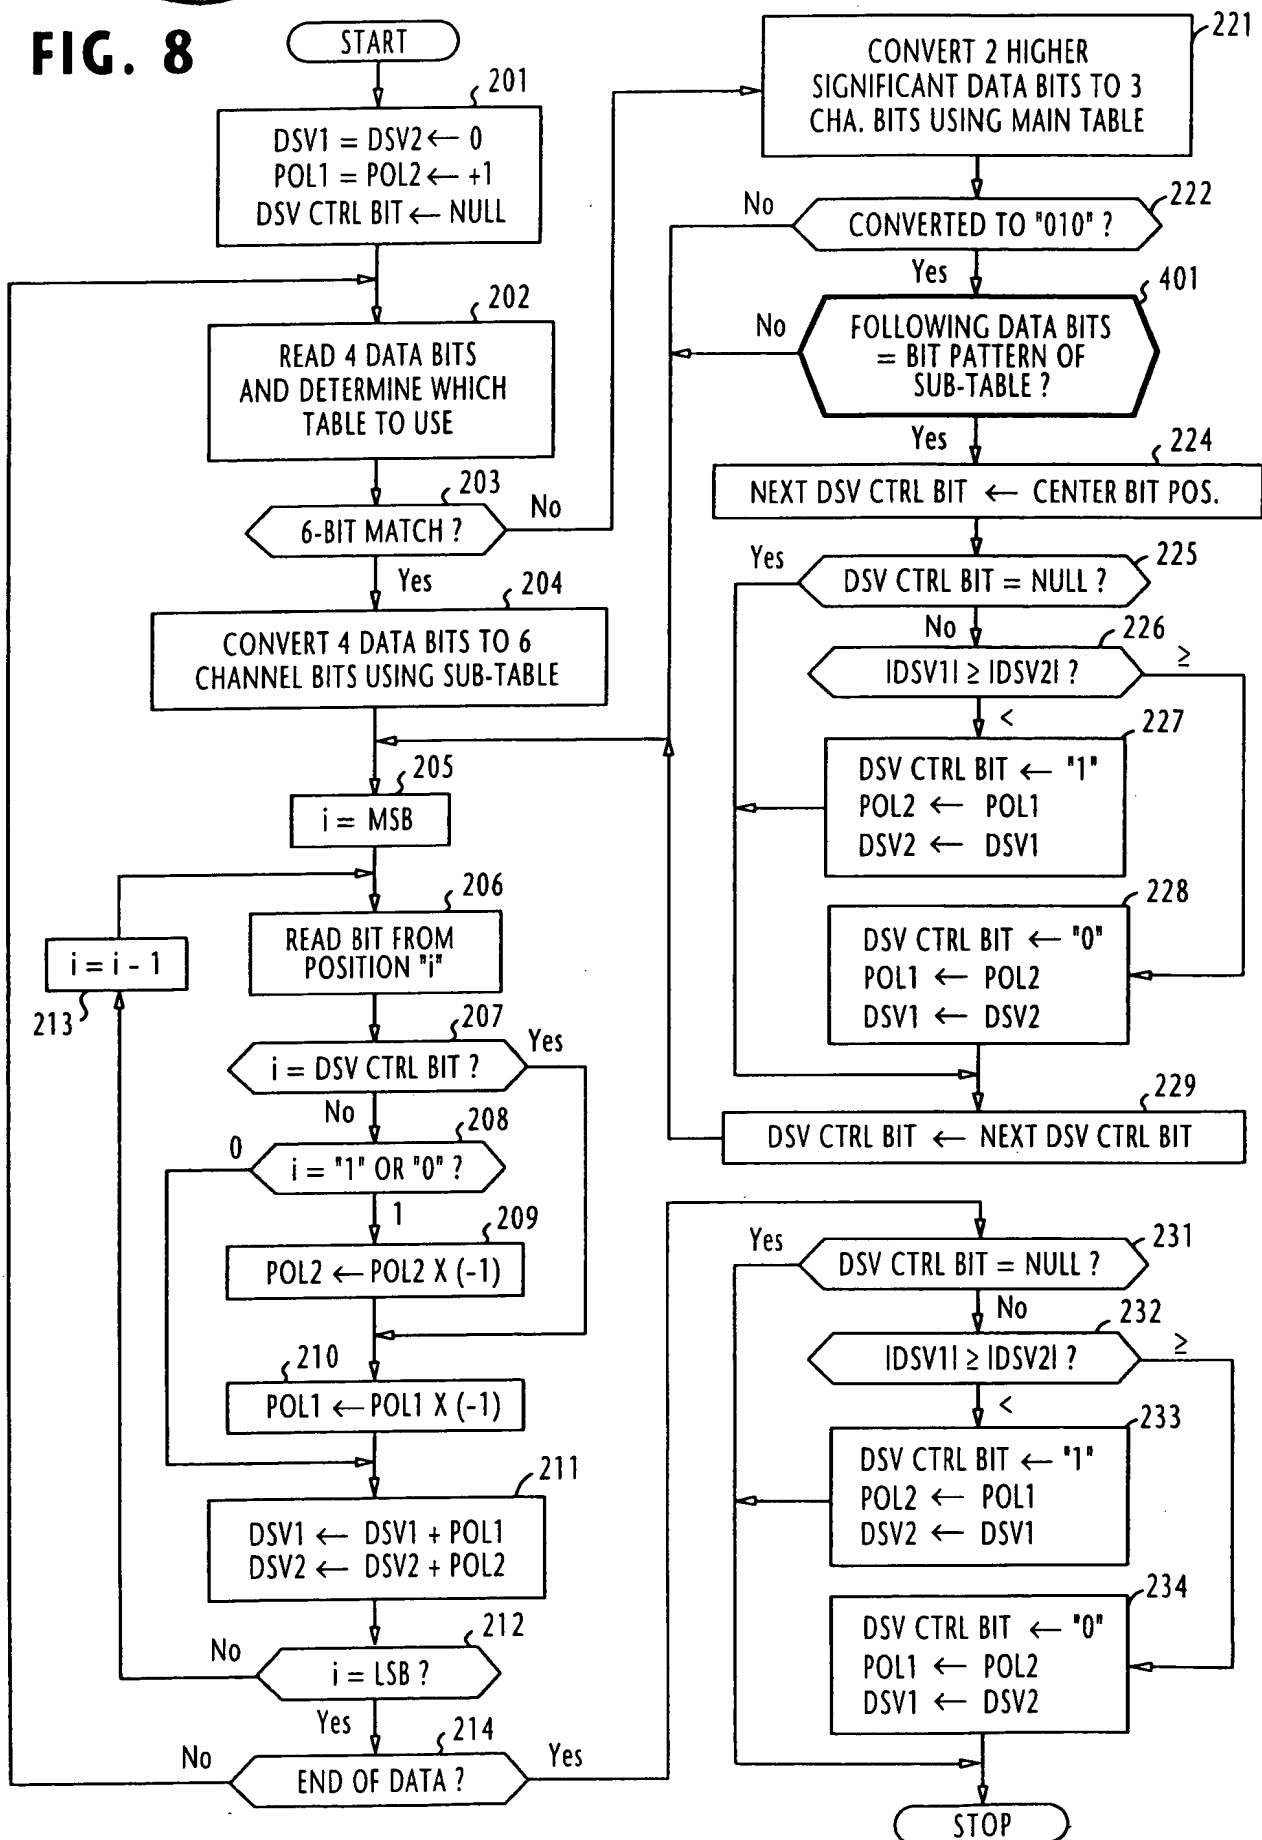 FIG. 8
START
201
DSV1 = DSV2 ← 0
POL1 = POL2 ← +1
DSV CTRL BIT ← NULL
202
READ 4 DATA BITS
AND DETERMINE WHICH
TABLE TO USE
203
6-BIT MATCH ?
No
Yes
204
CONVERT 4 DATA BITS TO 6
CHANNEL BITS USING SUB-TABLE
205
i = MSB
206
READ BIT FROM
POSITION "i"
i = i - 1
213
207
i = DSV CTRL BIT ?
Yes
No
208
i = "1" OR "0" ?
0
1
209
POL2 ← POL2 X (-1)
210
POL1 ← POL1 X (-1)
211
DSV1 ← DSV1 + POL1
DSV2 ← DSV2 + POL2
212
i = LSB ?
No
Yes
214
END OF DATA ?
No
Yes
221
CONVERT 2 HIGHER
SIGNIFICANT DATA BITS TO 3
CHA. BITS USING MAIN TABLE
222
CONVERTED TO "010" ?
No
Yes
401
FOLLOWING DATA BITS
= BIT PATTERN OF
SUB-TABLE ?
No
Yes
224
NEXT DSV CTRL BIT ← CENTER BIT POS.
225
DSV CTRL BIT = NULL ?
Yes
No
226
|DSV1| ≥ |DSV2| ?
≥
<
227
DSV CTRL BIT ← "1"
POL2 ← POL1
DSV2 ← DSV1
228
DSV CTRL BIT ← "0"
POL1 ← POL2
DSV1 ← DSV2
229
DSV CTRL BIT ← NEXT DSV CTRL BIT
231
DSV CTRL BIT = NULL ?
Yes
No
232
|DSV1| ≥ |DSV2| ?
≥
<
233
DSV CTRL BIT ← "1"
POL2 ← POL1
DSV2 ← DSV1
234
DSV CTRL BIT ← "0"
POL1 ← POL2
DSV1 ← DSV2
STOP